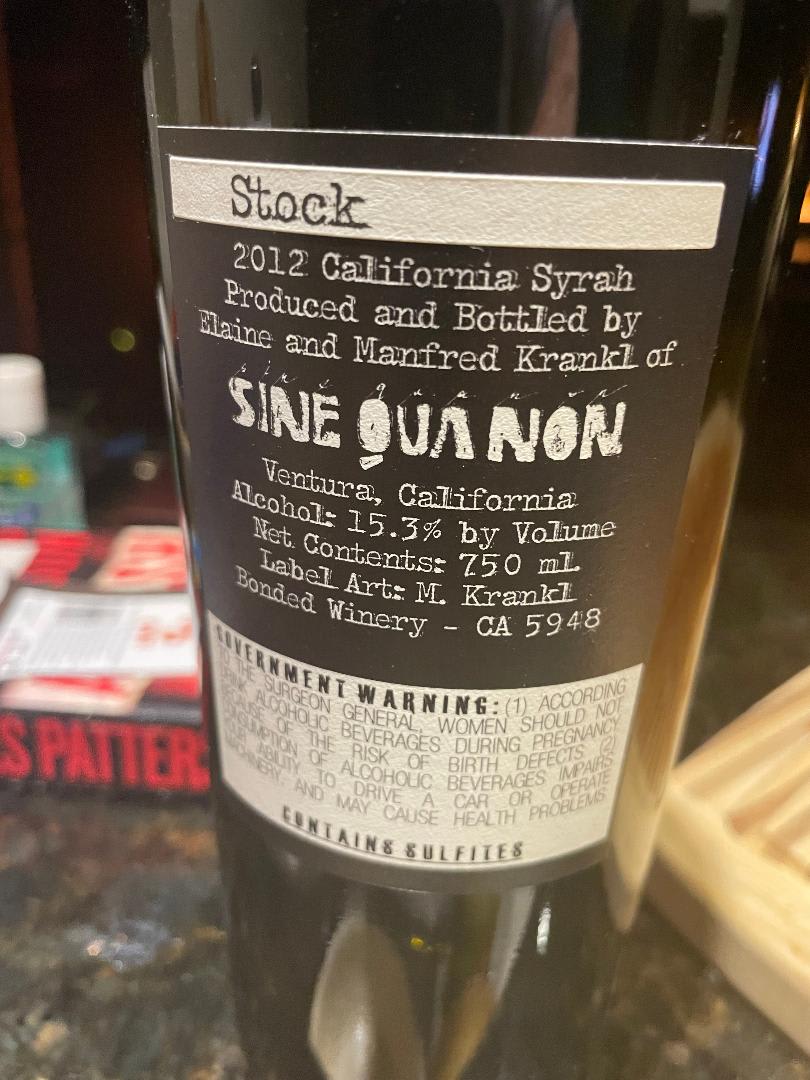 Stock
2012 California Syrah
Produced and Bottled by
Elaine and Manfred Krankl of
sine qua non
SINE QUA NON
Ventura, California
Alcohol: 15.3% by Volume
Net Contents: 750 ml.
Label Art: M. Krankl
Bonded Winery - CA 5948
GOVERNMENT WARNING: (1) ACCORDING
TO THE SURGEON GENERAL, WOMEN SHOULD NOT
DRINK ALCOHOLIC BEVERAGES DURING PREGNANCY
BECAUSE OF THE RISK OF BIRTH DEFECTS (2)
CONSUMPTION OF ALCOHOLIC BEVERAGES IMPAIRS
YOUR ABILITY TO DRIVE A CAR OR OPERATE
MACHINERY, AND MAY CAUSE HEALTH PROBLEMS
CONTAINS SULFITES
S PATTER